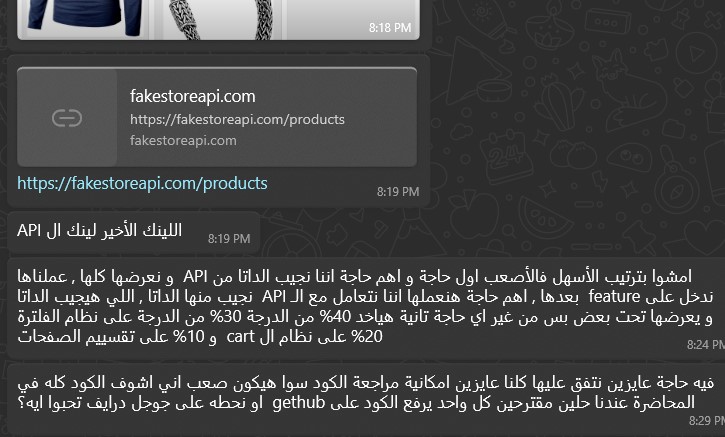 8:18 PM
fakestoreapi.com
https://fakestoreapi.com/products
fakestoreapi.com
https://fakestoreapi.com/products
8:19 PM
اللينك الأخير لينك ال API
8:19 PM
امشوا بترتيب الأسهل فالأصعب اول حاجة و اهم حاجة اننا نجيب الداتا من API و نعرضها كلها , عملناها
ندخل على feature بعدها , اهم حاجة هنعملها اننا نتعامل مع الـ API نجيب منها الداتا , اللي هيجيب الداتا
و يعرضها تحت بعض بس من غير اي حاجة تانية هياخد 40% من الدرجة 30% من الدرجة على نظام الفلترة
20% على نظام ال cart و 10% على تقسييم الصفحات
8:24 PM
فيه حاجة عايزين نتفق عليها كلنا عايزين امكانية مراجعة الكود سوا هيكون صعب اني اشوف الكود كله في
المحاضرة عندنا حلين مقترحين كل واحد يرفع الكود على gethub او نحطه على جوجل درايف تحبوا ايه؟
8:29 PM